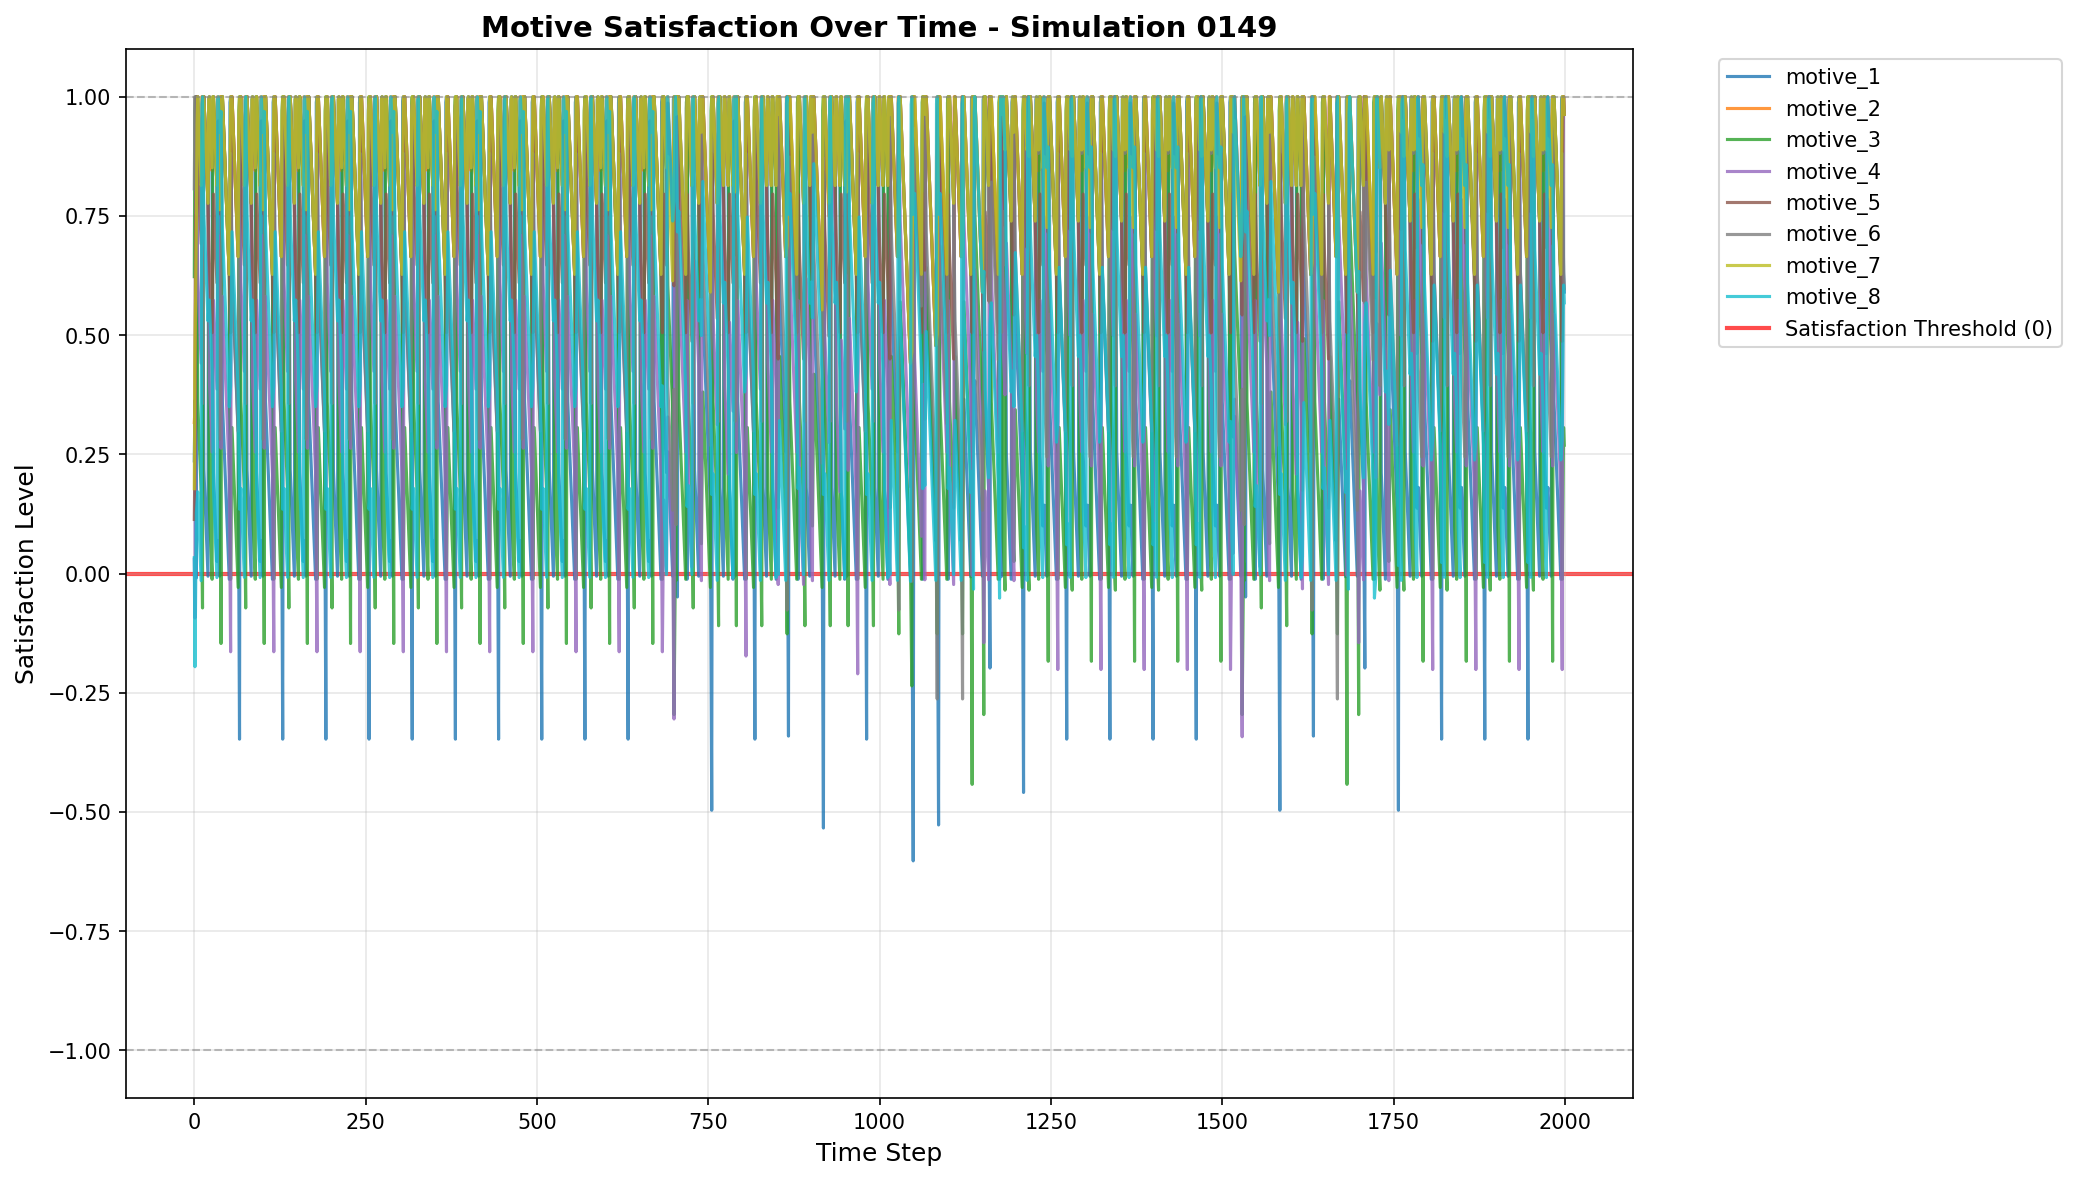 Motive Satisfaction Over Time - Simulation 0149
Satisfaction Level
1.00
0.75
0.50
0.25
0.00
−0.25
−0.50
−0.75
−1.00
0
250
500
750
1000
1250
1500
1750
2000
Time Step
motive_1
motive_2
motive_3
motive_4
motive_5
motive_6
motive_7
motive_8
Satisfaction Threshold (0)